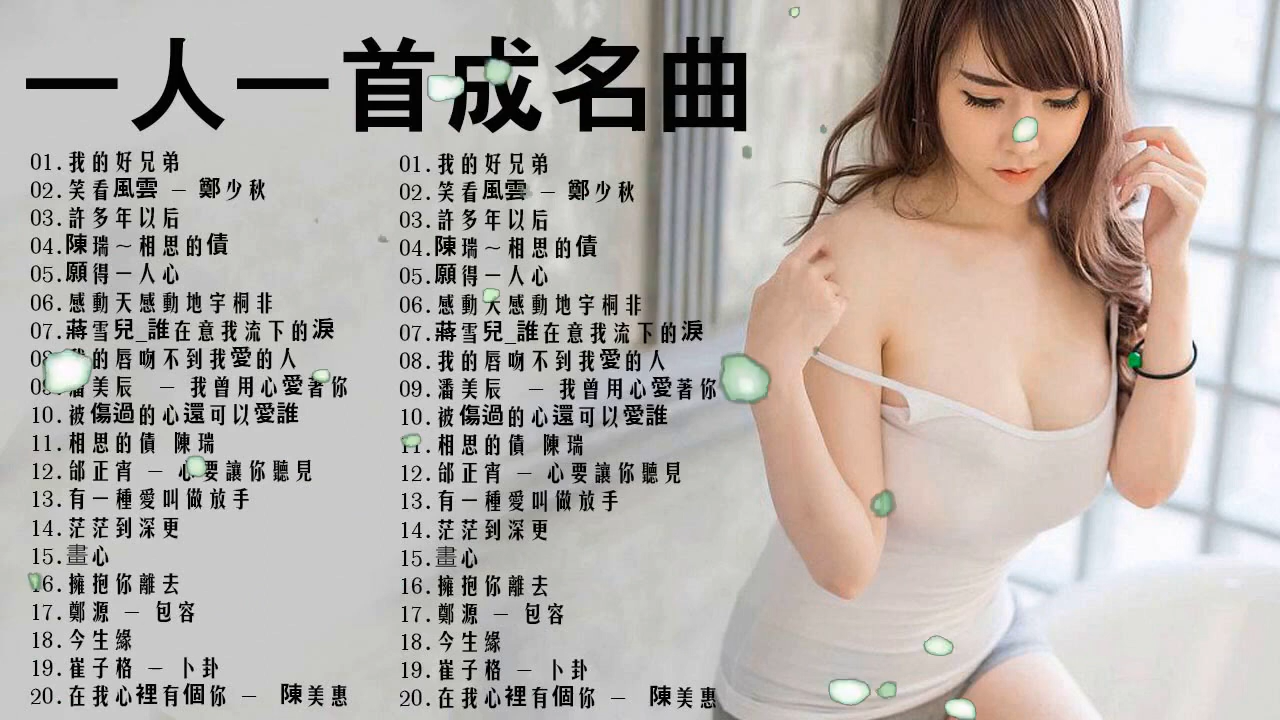 一人一首成名曲
01.我的好兄弟
02.笑看風雲 – 鄭少秋
03.許多年以后
04.陳瑞～相思的債
05.願得一人心
06.感動天感動地宇桐非
07.蔣雪兒_誰在意我流下的淚
08.我的唇吻不到我愛的人
09.潘美辰 – 我曾用心愛著你
10.被傷過的心還可以愛誰
11.相思的債 陳瑞
12.邰正宵 – 心要讓你聽見
13.有一種愛叫做放手
14.茫茫到深更
15.畫心
16.擁抱你離去
17.鄭源 – 包容
18.今生緣
19.崔子格 – 卜卦
20.在我心裡有個你 – 陳美惠
01.我的好兄弟
02.笑看風雲 – 鄭少秋
03.許多年以后
04.陳瑞～相思的債
05.願得一人心
06.感動天感動地宇桐非
07.蔣雪兒_誰在意我流下的淚
08.我的唇吻不到我愛的人
09.潘美辰 – 我曾用心愛著你
10.被傷過的心還可以愛誰
11.相思的債 陳瑞
12.邰正宵 – 心要讓你聽見
13.有一種愛叫做放手
14.茫茫到深更
15.畫心
16.擁抱你離去
17.鄭源 – 包容
18.今生緣
19.崔子格 – 卜卦
20.在我心裡有個你 – 陳美惠